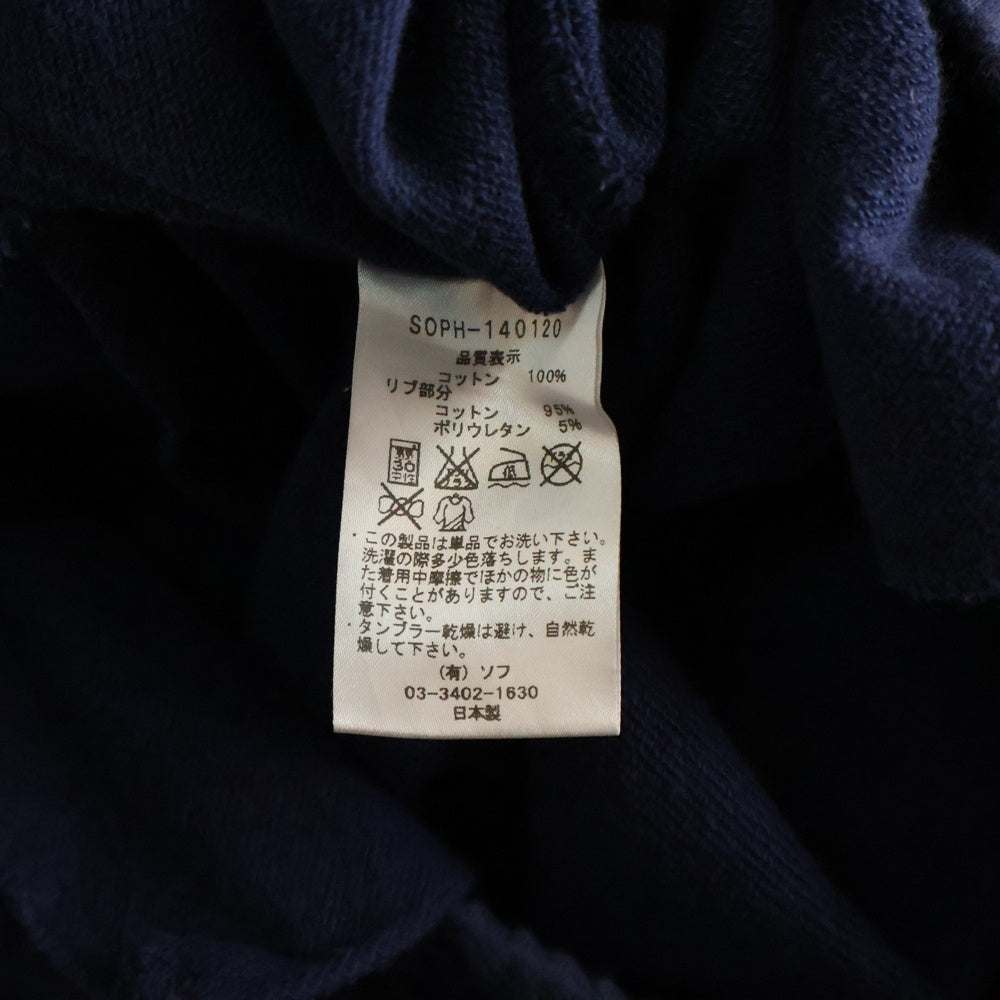 SOPH-140120
品質表示
コットン 100%
リブ部分
コットン 95%
ポリウレタン 5%
弱
30
中性
・この製品は単品でお洗い下さい。
洗濯の際多少色落ちします。ま
た着用中摩擦でほかの物に色が
付くことがありますので、ご注
意下さい。
・タンブラー乾燥は避け、自然乾
燥して下さい。
(有) ソフ
03-3402-1630
日本製